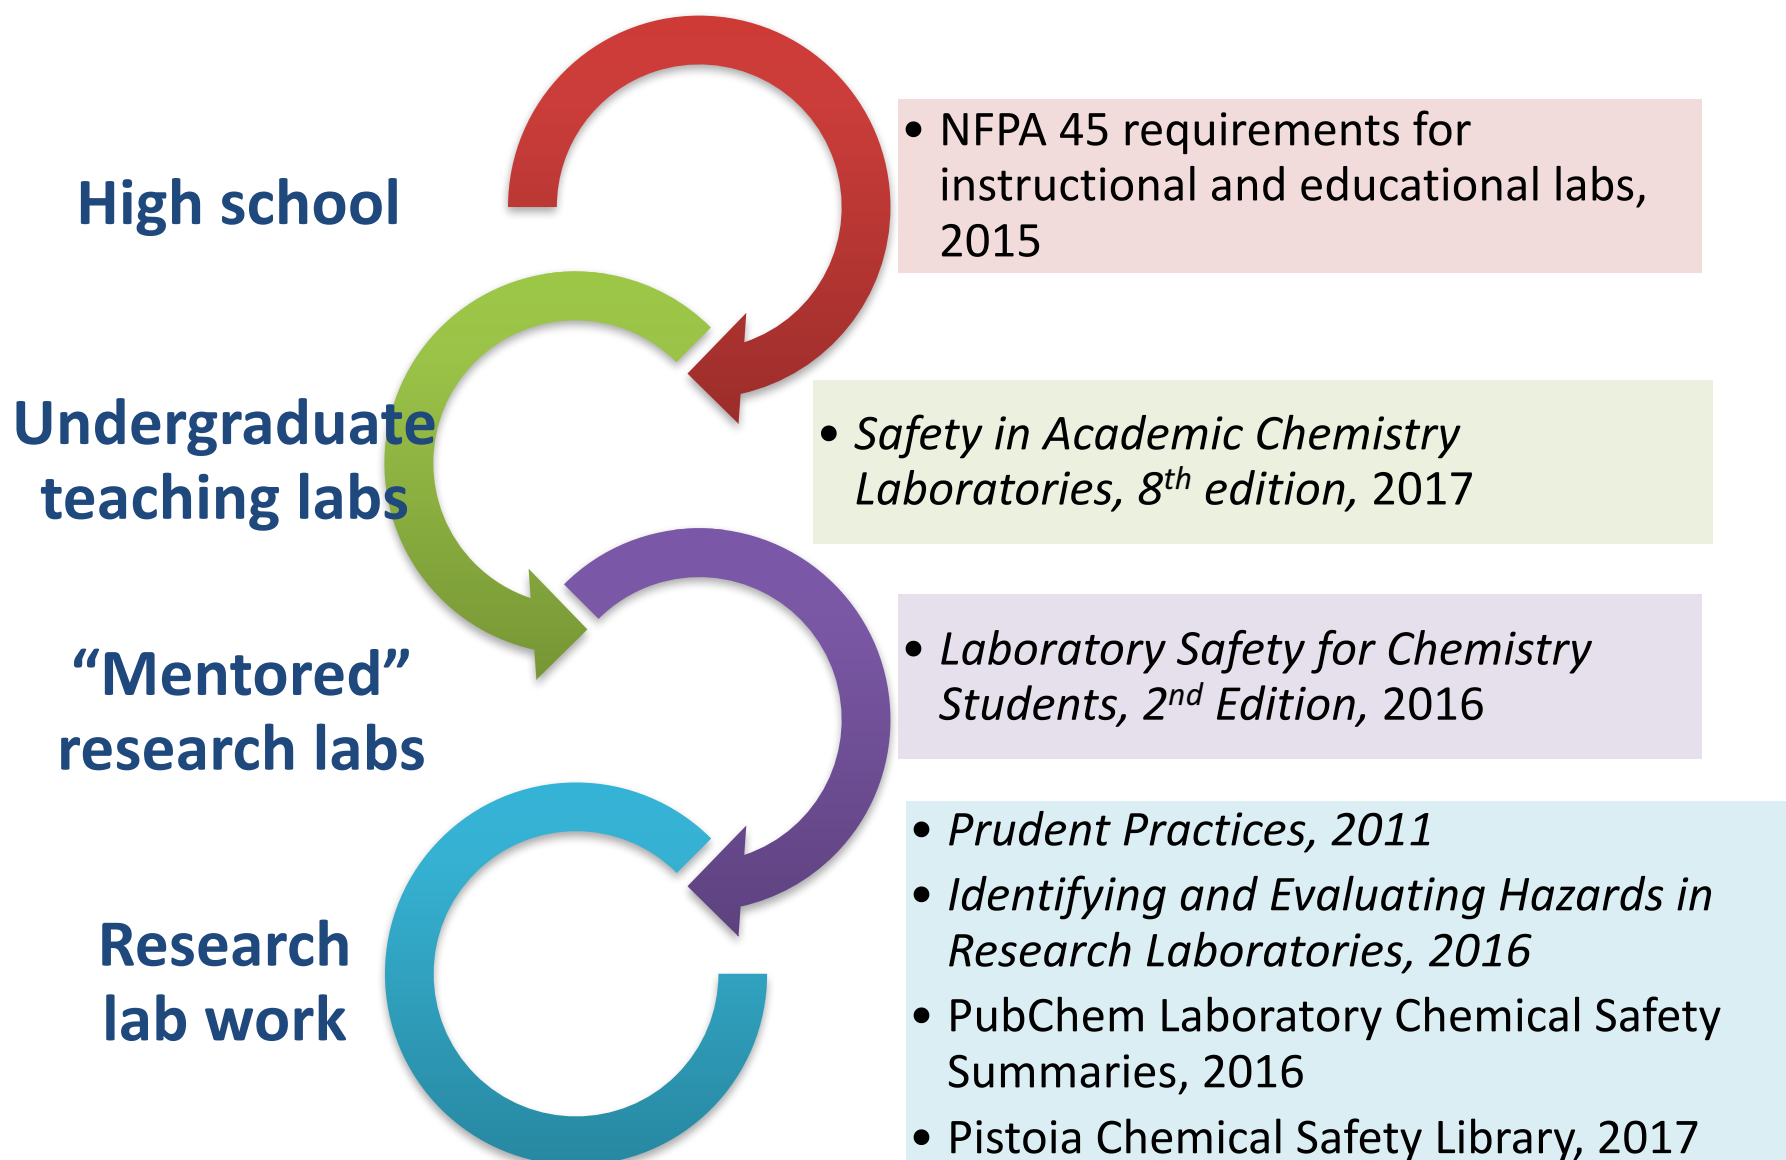 High school
• NFPA 45 requirements for
instructional and educational labs,
2015
Undergraduate
teaching labs
• Safety in Academic Chemistry
Laboratories, 8th edition, 2017
“Mentored”
research labs
• Laboratory Safety for Chemistry
Students, 2nd Edition, 2016
Research
lab work
• Prudent Practices, 2011
• Identifying and Evaluating Hazards in
Research Laboratories, 2016
• PubChem Laboratory Chemical Safety
Summaries, 2016
• Pistoia Chemical Safety Library, 2017